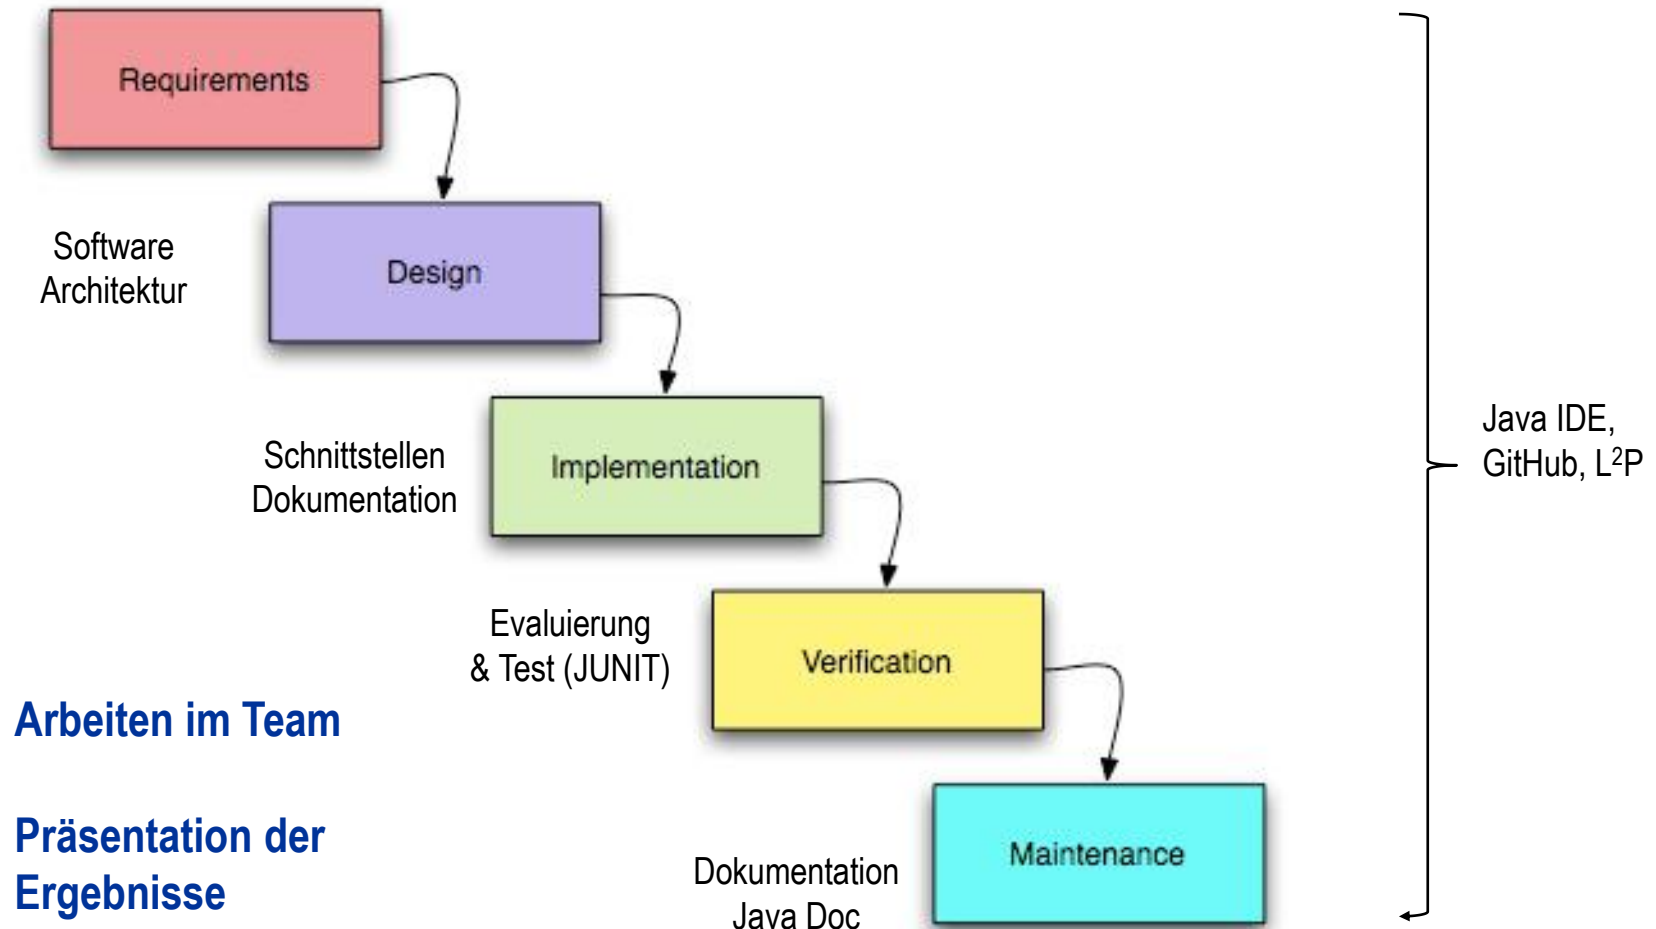 Requirements
Software
Architektur
Design
Schnittstellen
Dokumentation
Implementation
Java IDE,
GitHub, L²P
Evaluierung
& Test (JUNIT)
Verification
Arbeiten im Team
Präsentation der
Ergebnisse
Dokumentation
Java Doc
Maintenance